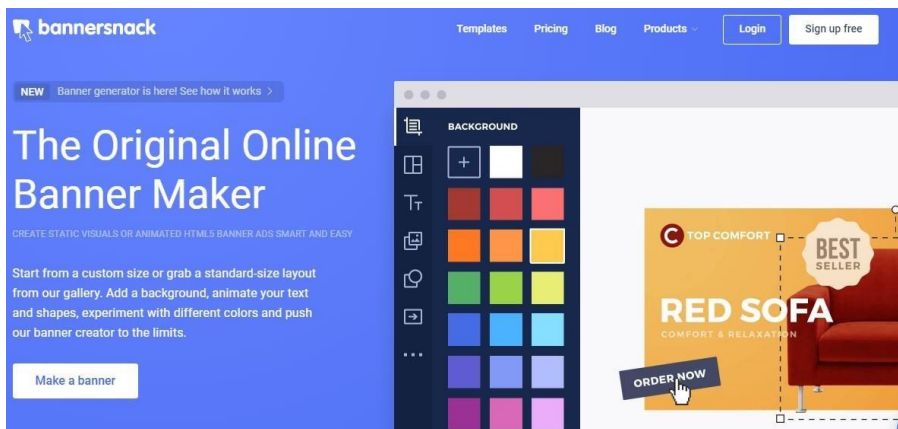 bannersnack
Templates Pricing Blog Products Login Sign up free
NEW Banner generator is here! See how it works >
The Original Online
Banner Maker
CREATE STATIC VISUALS OR ANIMATED HTML5 BANNER ADS SMART AND EASY
Start from a custom size or grab a standard-size layout
from our gallery. Add a background, animate your text
and shapes, experiment with different colors and push
our banner creator to the limits.
Make a banner
BACKGROUND
TT
C TOP COMFORT
BEST
SELLER
RED SOFA
COMFORT & RELAXATION
ORDER NOW